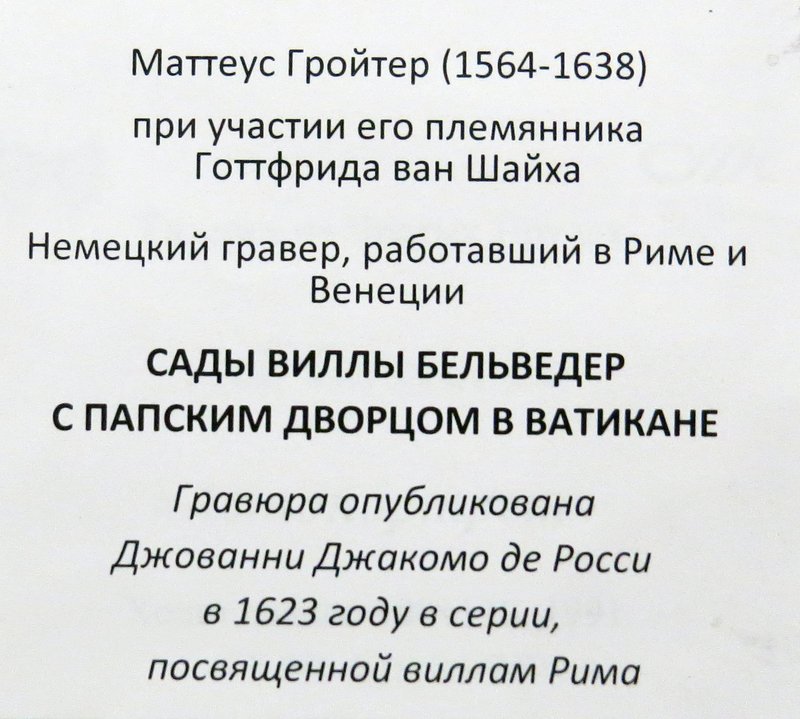 Маттеус Гройтер (1564-1638)
при участии его племянника
Готтфрида ван Шайха
Немецкий гравер, работавший в Риме и
Венеции
САДЫ ВИЛЛЫ БЕЛЬВЕДЕР
С ПАПСКИМ ДВОРЦОМ В ВАТИКАНЕ
Гравюра опубликована
Джованни Джакомо де Росси
в 1623 году в серии,
посвященной виллам Рима